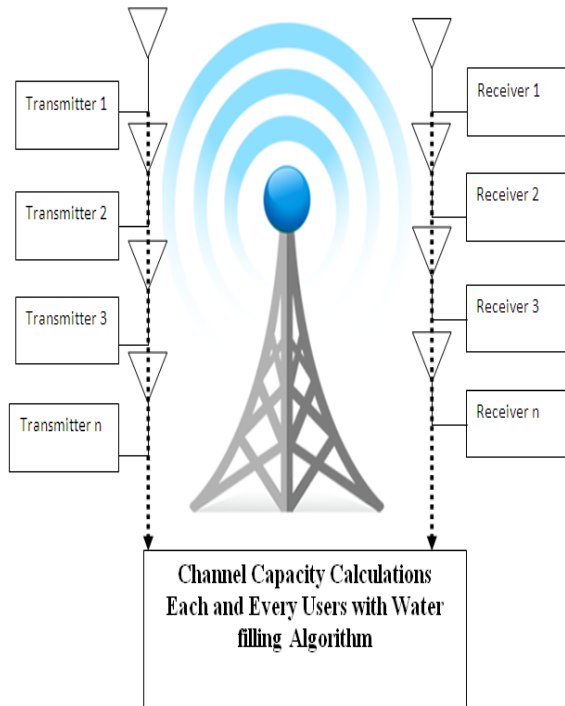 Transmitter 1
Receiver 1
Transmitter 2
Receiver 2
Transmitter 3
Receiver 3
Transmitter n
Receiver n
Channel Capacity Calculations
Each and Every Users with Water
filling Algorithm